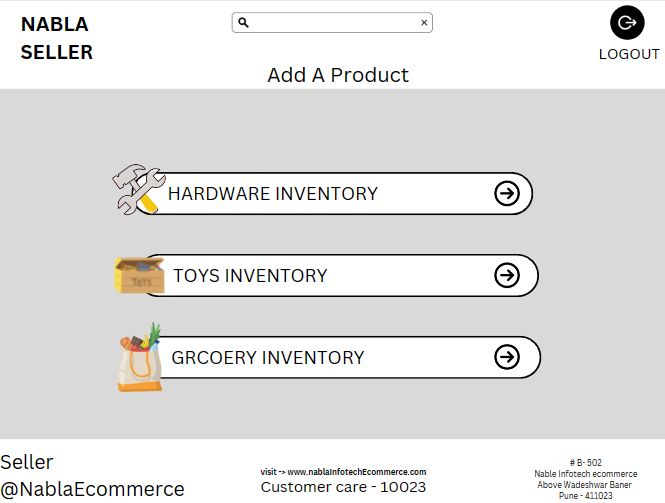 NABLA
SELLER
LOGOUT
Add A Product
HARDWARE INVENTORY
TOYS INVENTORY
TOYS
GRCOERY INVENTORY
Seller
@NablaEcommerce
visit -> www.nablaInfotechEcommerce.com
Customer care - 10023
# B- 502
Nable Infotech ecommerce
Above Wadeshwar Baner
Pune - 411023